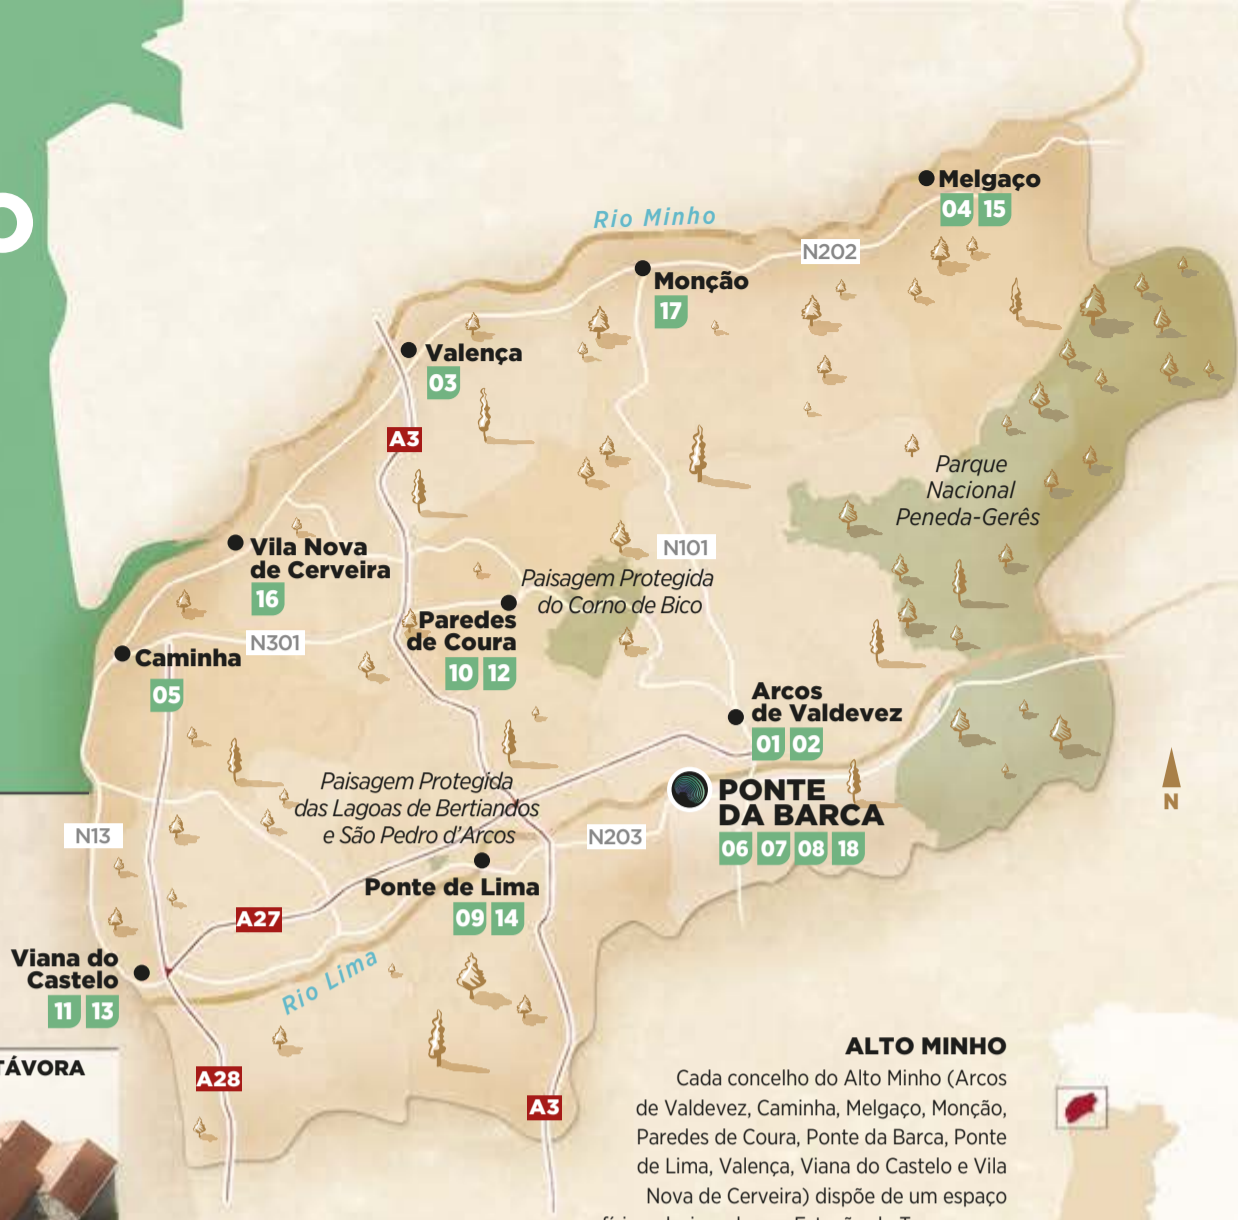 Melgaço
04 15
Rio Minho
N202
Monção
17
Valença
03
A3
Parque
Nacional
Peneda-Gerês
Vila Nova
de Cerveira
16
N101
Paisagem Protegida
do Corno de Bico
Paredes
de Coura
10 12
N301
Caminha
05
Arcos
de Valdevez
01 02
Paisagem Protegida
das Lagoas de Bertiandos
e São Pedro d'Arcos
PONTE
DA BARCA
06 07 08 18
N
N13
N203
Ponte de Lima
09 14
A27
Viana do
Castelo
11 13
Rio Lima
TÁVORA
A28
A3
ALTO MINHO
Cada concelho do Alto Minho (Arcos
de Valdevez, Caminha, Melgaço, Monção,
Paredes de Coura, Ponte da Barca, Ponte
de Lima, Valença, Viana do Castelo e Vila
Nova de Cerveira) dispõe de um espaço